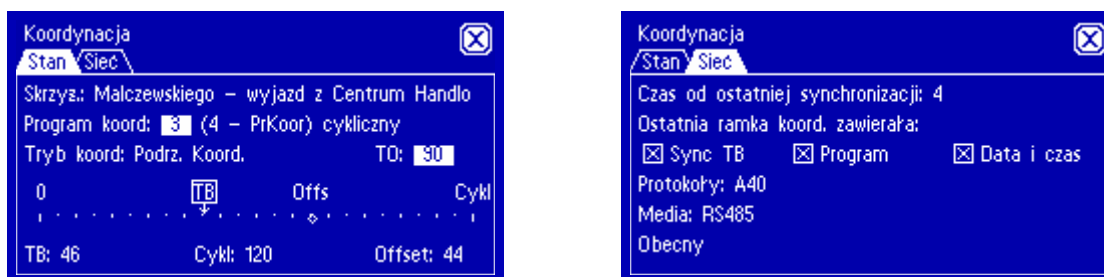 Koordynacja
Stan Sieć
Skrzyż.: Malczewskiego - wyjazd z Centrum Handlo
Program koord: 3 (4 - PrKoor) cykliczny
Tryb koord: Podrz. Koord. TO: 90
0 TB Offs Cykl
TB: 46 Cykl: 120 Offset: 44
Koordynacja
Stan Sieć
Czas od ostatniej synchronizacji: 4
Ostatnia ramka koord. zawierała:
Sync TB Program Data i czas
Protokoły: A40
Media: RS485
Obecny